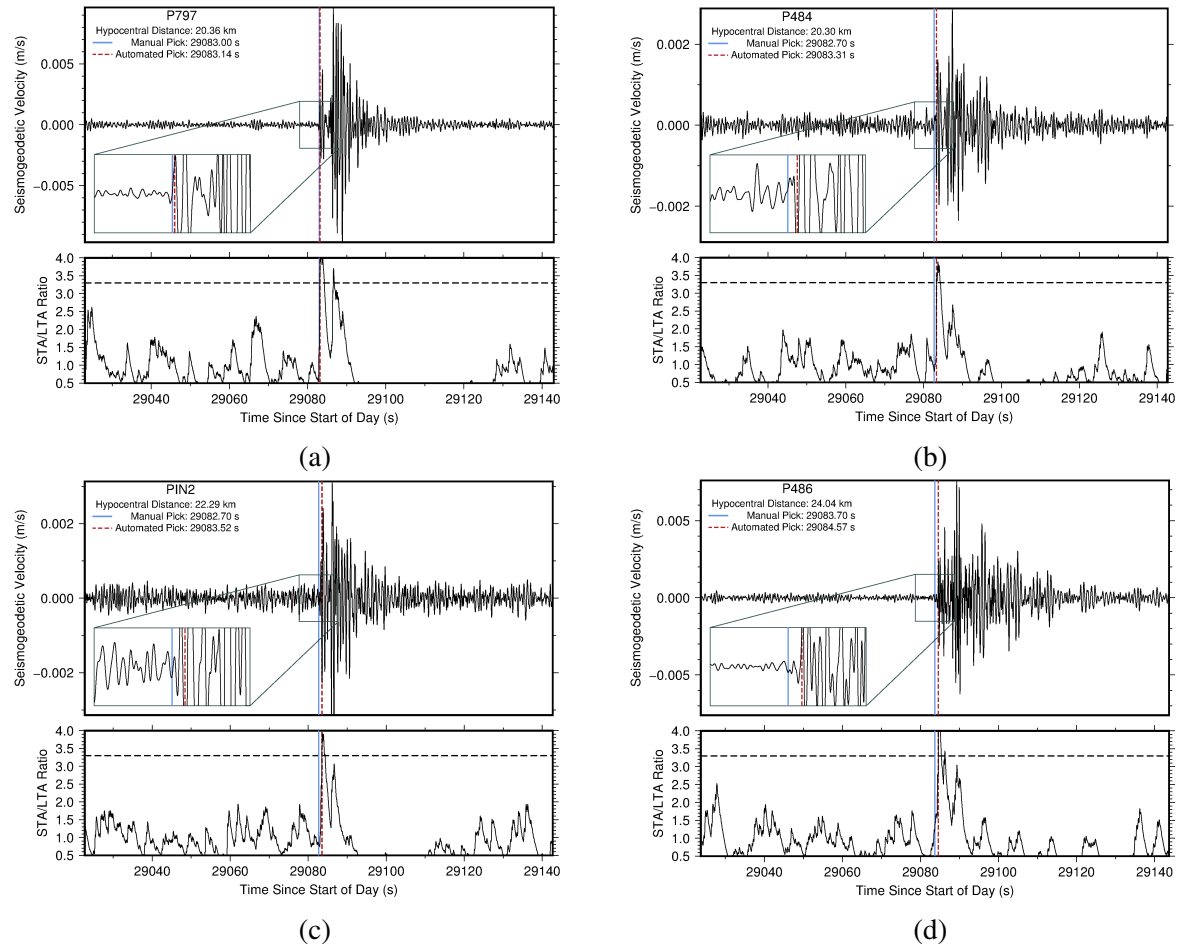 P797
Hypocentral Distance: 20.36 km
Manual Pick: 29083.00 s
Automated Pick: 29083.14 s
Seismogeodetic Velocity (m/s)
0.005
0.000
−0.005
STA/LTA Ratio
4.0
3.5
3.0
2.5
2.0
1.5
1.0
0.5
29040 29060 29080 29100 29120 29140
Time Since Start of Day (s)
(a)
P484
Hypocentral Distance: 20.30 km
Manual Pick: 29082.70 s
Automated Pick: 29083.31 s
Seismogeodetic Velocity (m/s)
0.002
0.000
−0.002
STA/LTA Ratio
4.0
3.5
3.0
2.5
2.0
1.5
1.0
0.5
29040 29060 29080 29100 29120 29140
Time Since Start of Day (s)
(b)
PIN2
Hypocentral Distance: 22.29 km
Manual Pick: 29082.70 s
Automated Pick: 29083.52 s
Seismogeodetic Velocity (m/s)
0.002
0.000
−0.002
STA/LTA Ratio
4.0
3.5
3.0
2.5
2.0
1.5
1.0
0.5
29040 29060 29080 29100 29120 29140
Time Since Start of Day (s)
(c)
P486
Hypocentral Distance: 24.04 km
Manual Pick: 29083.70 s
Automated Pick: 29084.57 s
Seismogeodetic Velocity (m/s)
0.005
0.000
−0.005
STA/LTA Ratio
4.0
3.5
3.0
2.5
2.0
1.5
1.0
0.5
29040 29060 29080 29100 29120 29140
Time Since Start of Day (s)
(d)